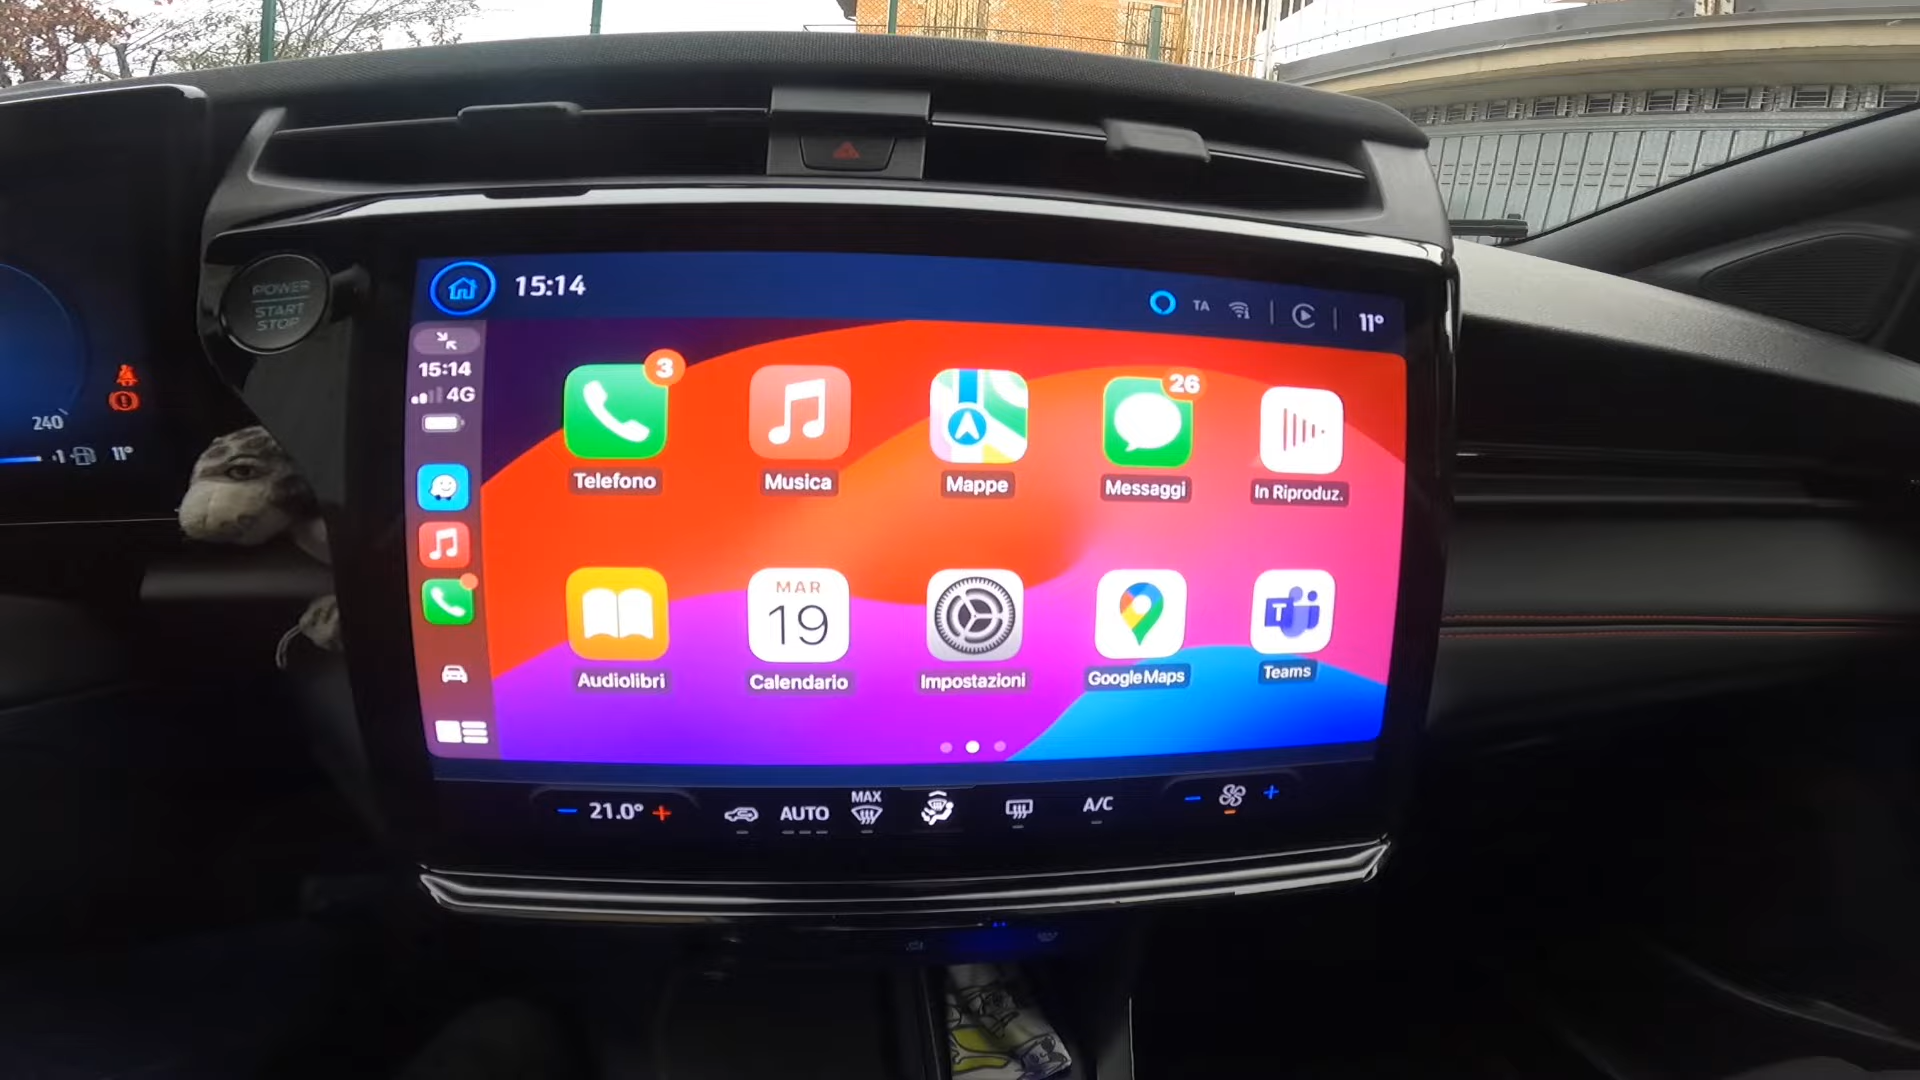 POWER
START
STOP
240
-1 11°
15:14
TA
11°
15:14
4G
3
26
Telefono
Musica
Mappe
Messaggi
In Riproduz.
MAR
19
T
Audiolibri
Calendario
Impostazioni
Google Maps
Teams
− 21.0° +
AUTO
MAX
A/C
− +